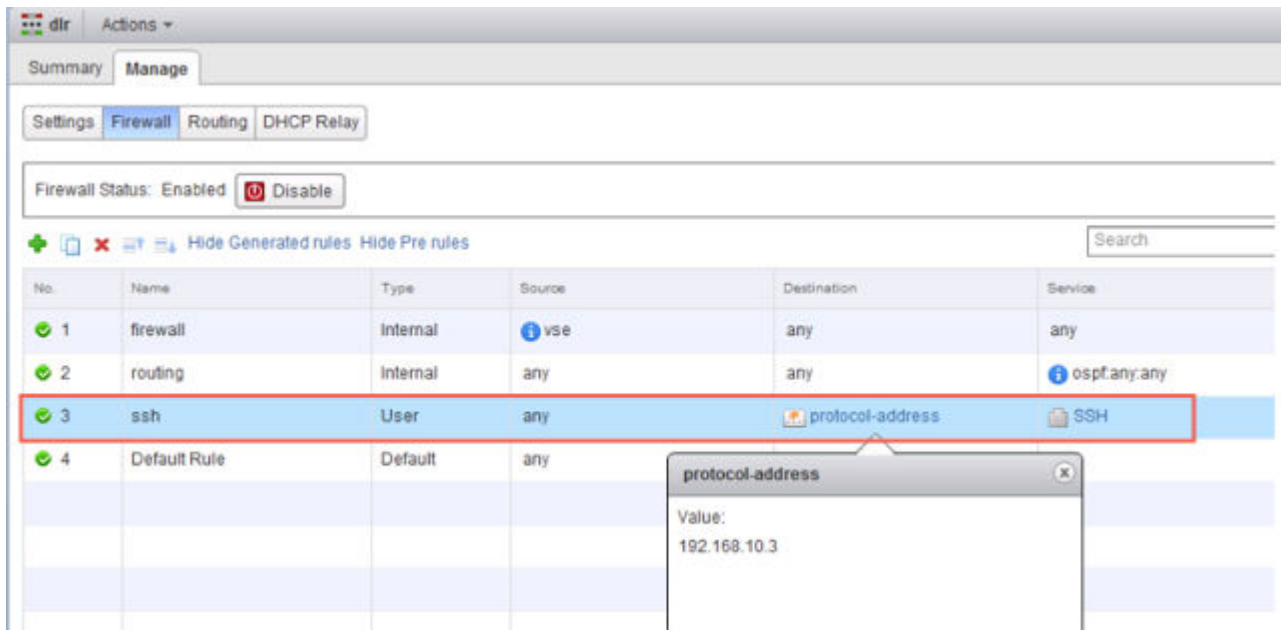 dlr Actions
Summary Manage
Settings Firewall Routing DHCP Relay
Firewall Status: Enabled Disable
Hide Generated rules Hide Pre rules Search
No. Name Type Source Destination Service
1 firewall Internal vse any any
2 routing Internal any any ospf:any:any
3 ssh User any protocol-address SSH
4 Default Rule Default any
protocol-address
Value:
192.168.10.3